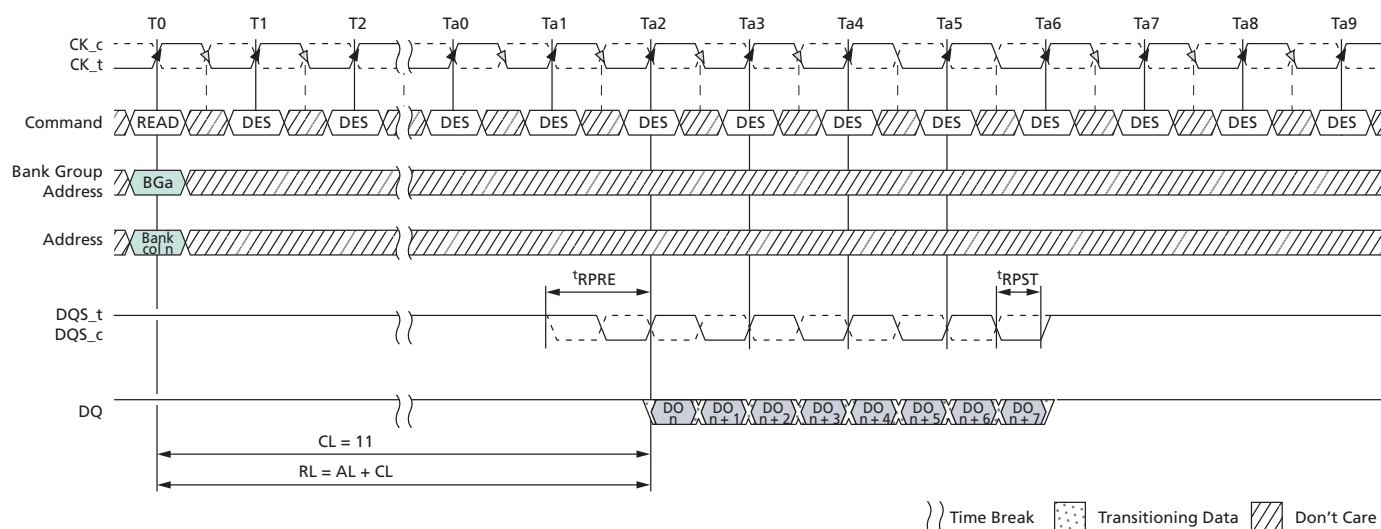 T0 T1 T2 Ta0 Ta1 Ta2 Ta3 Ta4 Ta5 Ta6 Ta7 Ta8 Ta9
CK_c
CK_t
Command READ DES DES DES DES DES DES DES DES DES DES DES DES
Bank Group
Address BGa
Address Bank
col n
tRPRE tRPST
DQS_t
DQS_c
DQ DO n DO n + 1 DO n + 2 DO n + 3 DO n + 4 DO n + 5 DO n + 6 DO n + 7
CL = 11
RL = AL + CL
Time Break Transitioning Data Don't Care